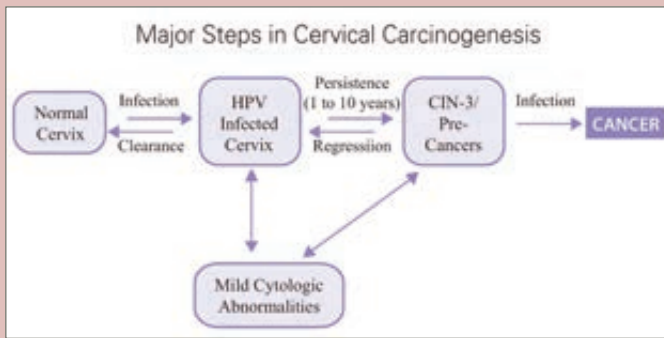 Major Steps in Cervical Carcinogenesis
Normal
Cervix
Infection
Clearance
HPV
Infected
Cervix
Persistence
(1 to 10 years)
Regressiion
CIN-3/
Pre-
Cancers
Infection
CANCER
Mild Cytologic
Abnormalities